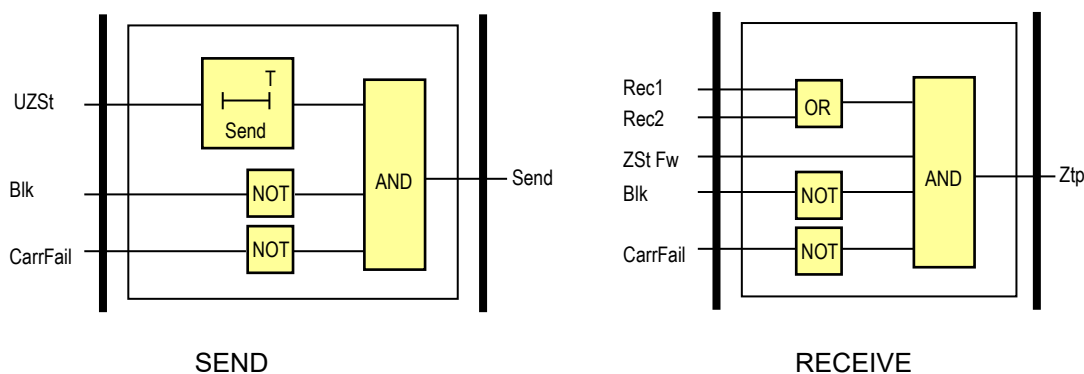 UZSt
T
Send
Blk
NOT
AND
Send
CarrFail
NOT
SEND
Rec1
Rec2
OR
ZSt Fw
Blk
NOT
AND
Ztp
CarrFail
NOT
RECEIVE